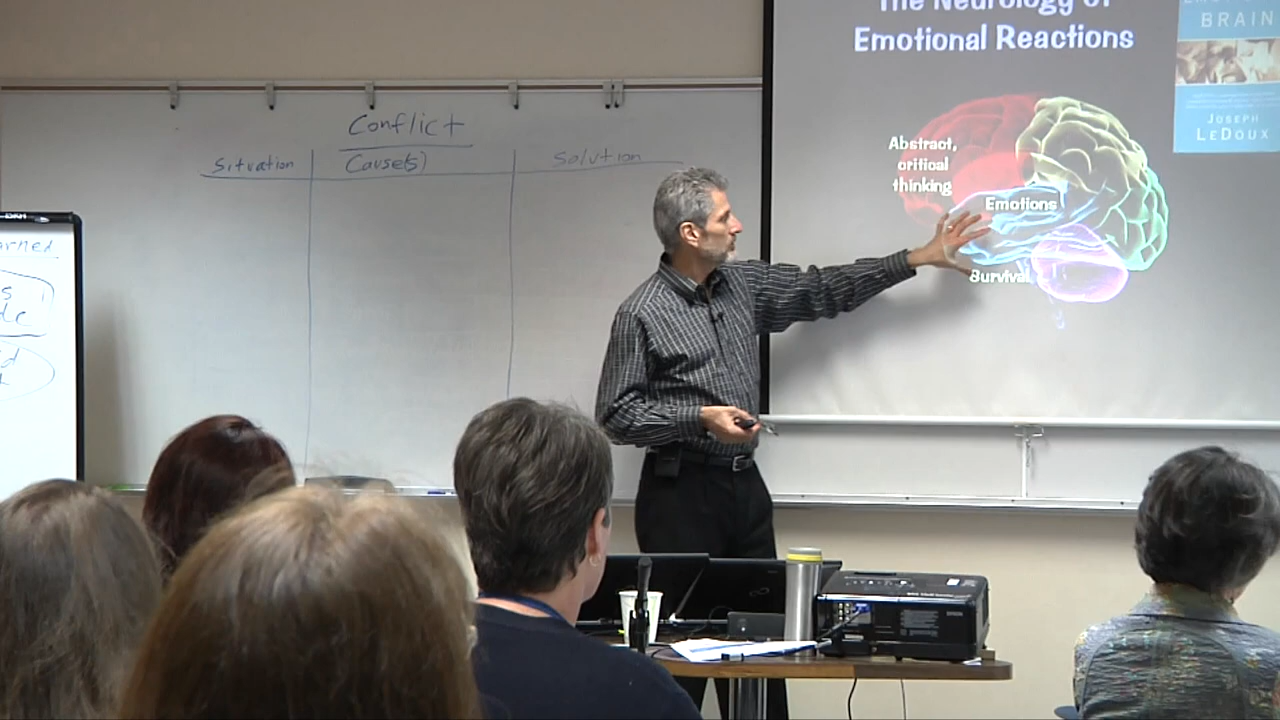 The Neurology of
Emotional Reactions
BRAIN
JOSEPH
LEDOUX
Abstract,
critical
thinking
Emotions
Survival
Conflict
Situation Cause(s) Solution